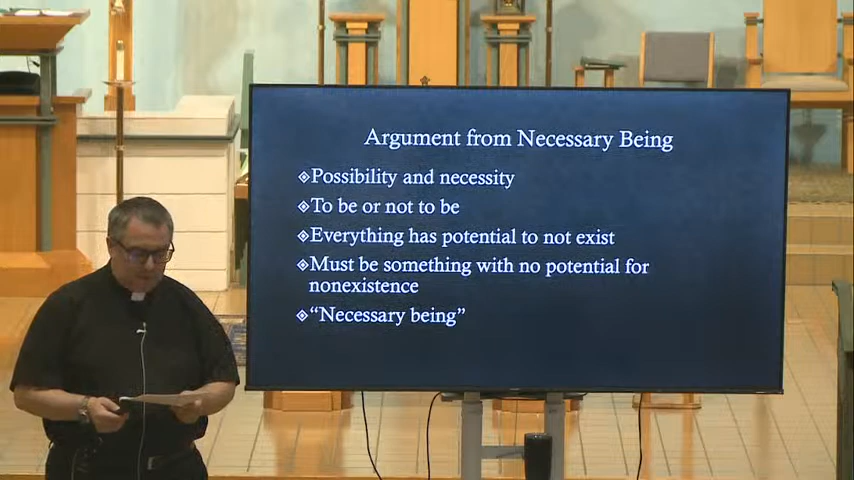 Argument from Necessary Being
Possibility and necessity
To be or not to be
Everything has potential to not exist
Must be something with no potential for
nonexistence
“Necessary being”